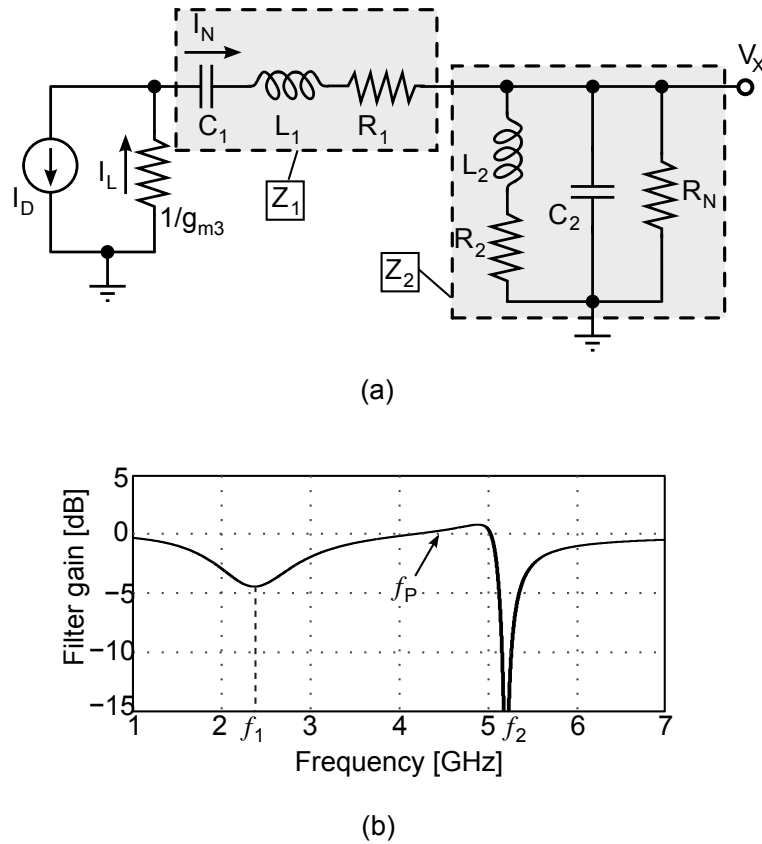 I_N
V_X
C_1
L_1
R_1
I_D
I_L
1/g_m3
Z_1
L_2
R_2
C_2
R_N
Z_2
(a)
Filter gain [dB]
5
0
−5
−10
−15
f_P
1
2
f_1
3
4
5
f_2
6
7
Frequency [GHz]
(b)